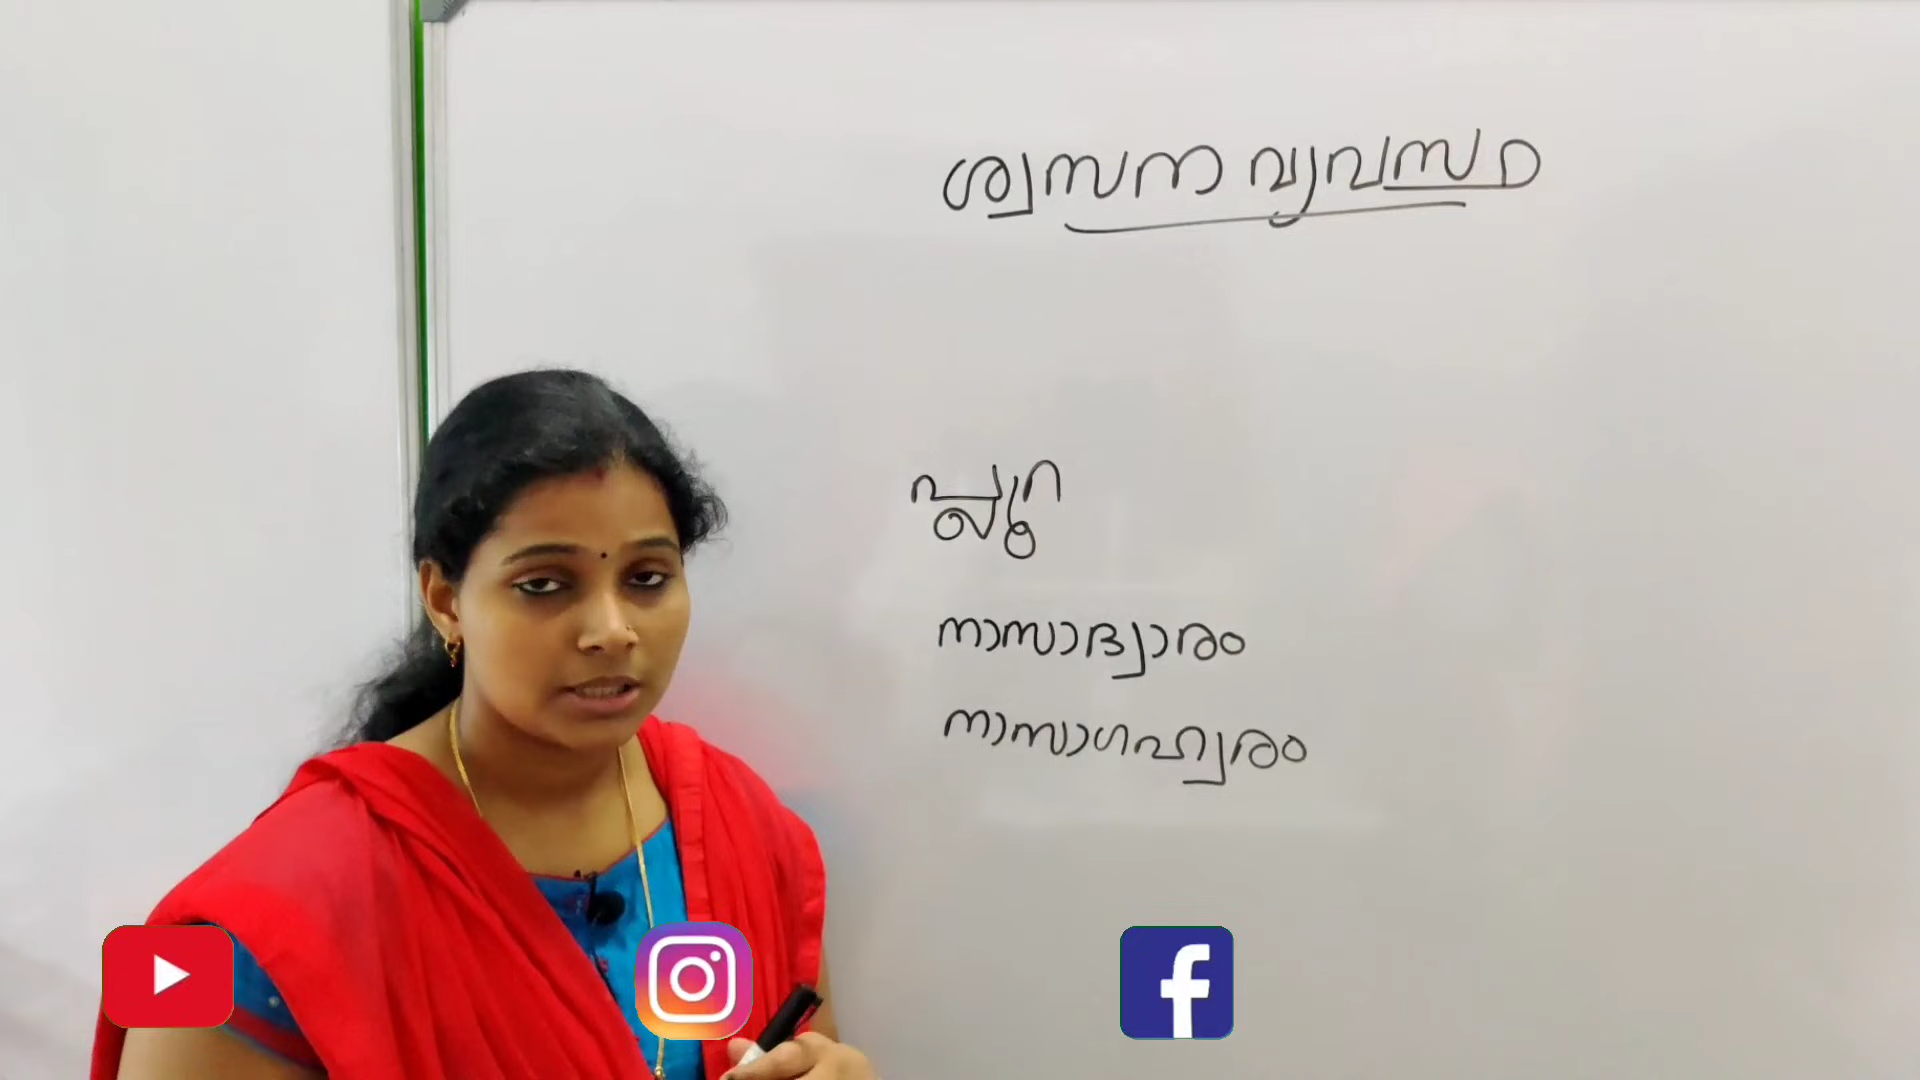 ശ്വസന വ്യവസ്ഥ
പ്ലൂറ
നാസാദ്വാരം
നാസാഗഹ്വരം